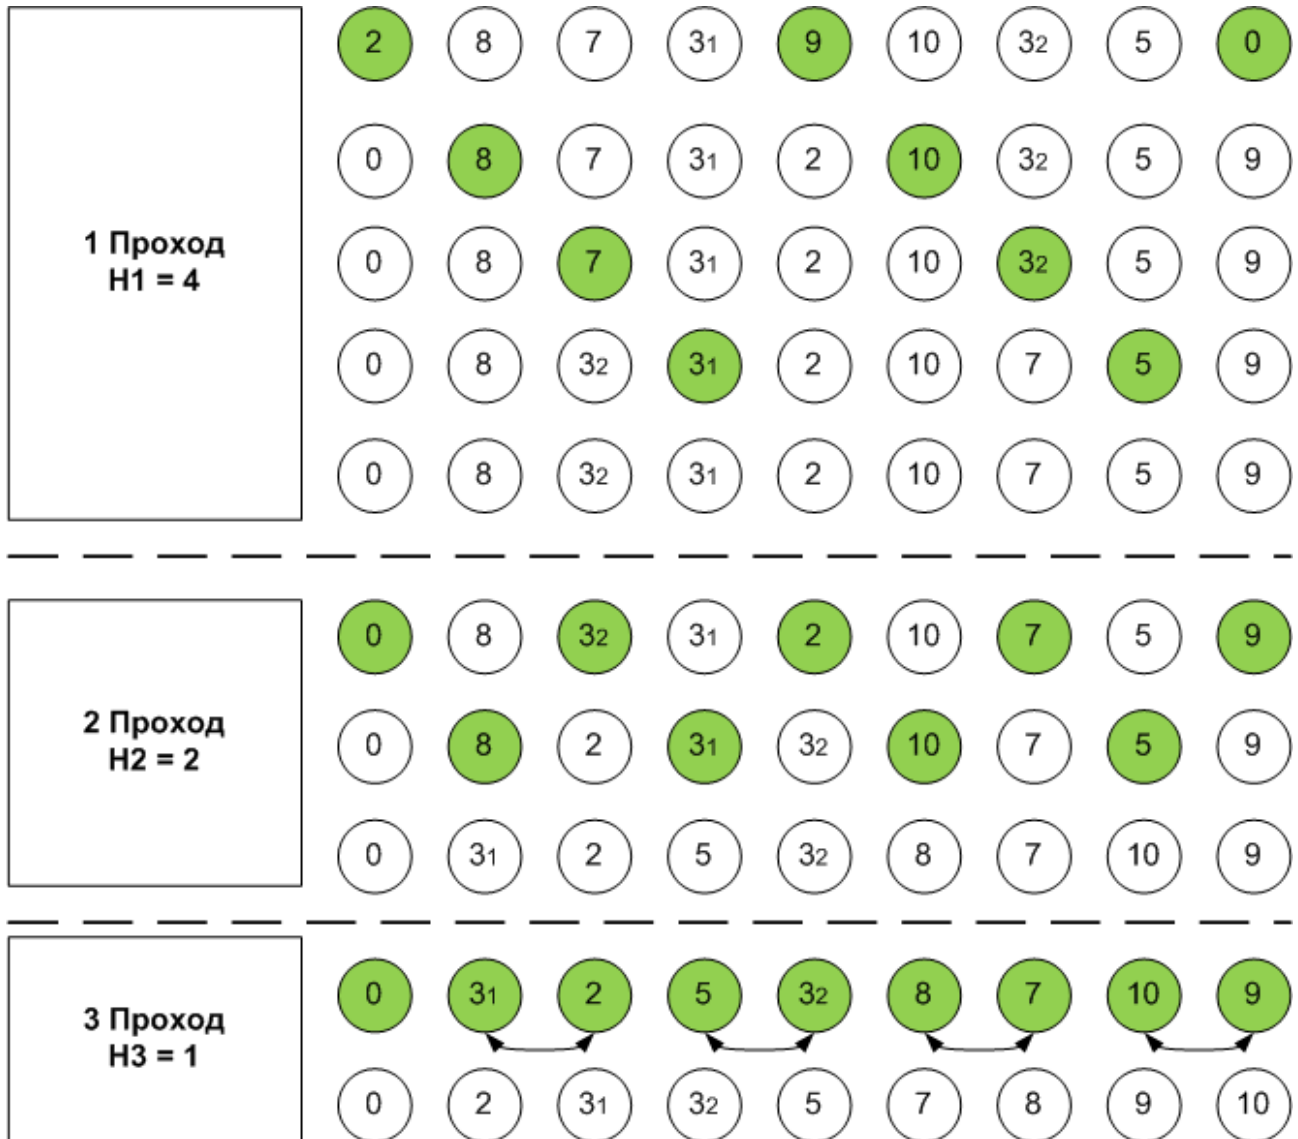 2 8 7 31 9 10 32 5 0
0 8 7 31 2 10 32 5 9
1 Проход
H1 = 4
0 8 7 31 2 10 32 5 9
0 8 32 31 2 10 7 5 9
0 8 32 31 2 10 7 5 9
0 8 32 31 2 10 7 5 9
2 Проход
H2 = 2
0 8 2 31 32 10 7 5 9
0 31 2 5 32 8 7 10 9
3 Проход
H3 = 1
0 31 2 5 32 8 7 10 9
0 2 31 32 5 7 8 9 10